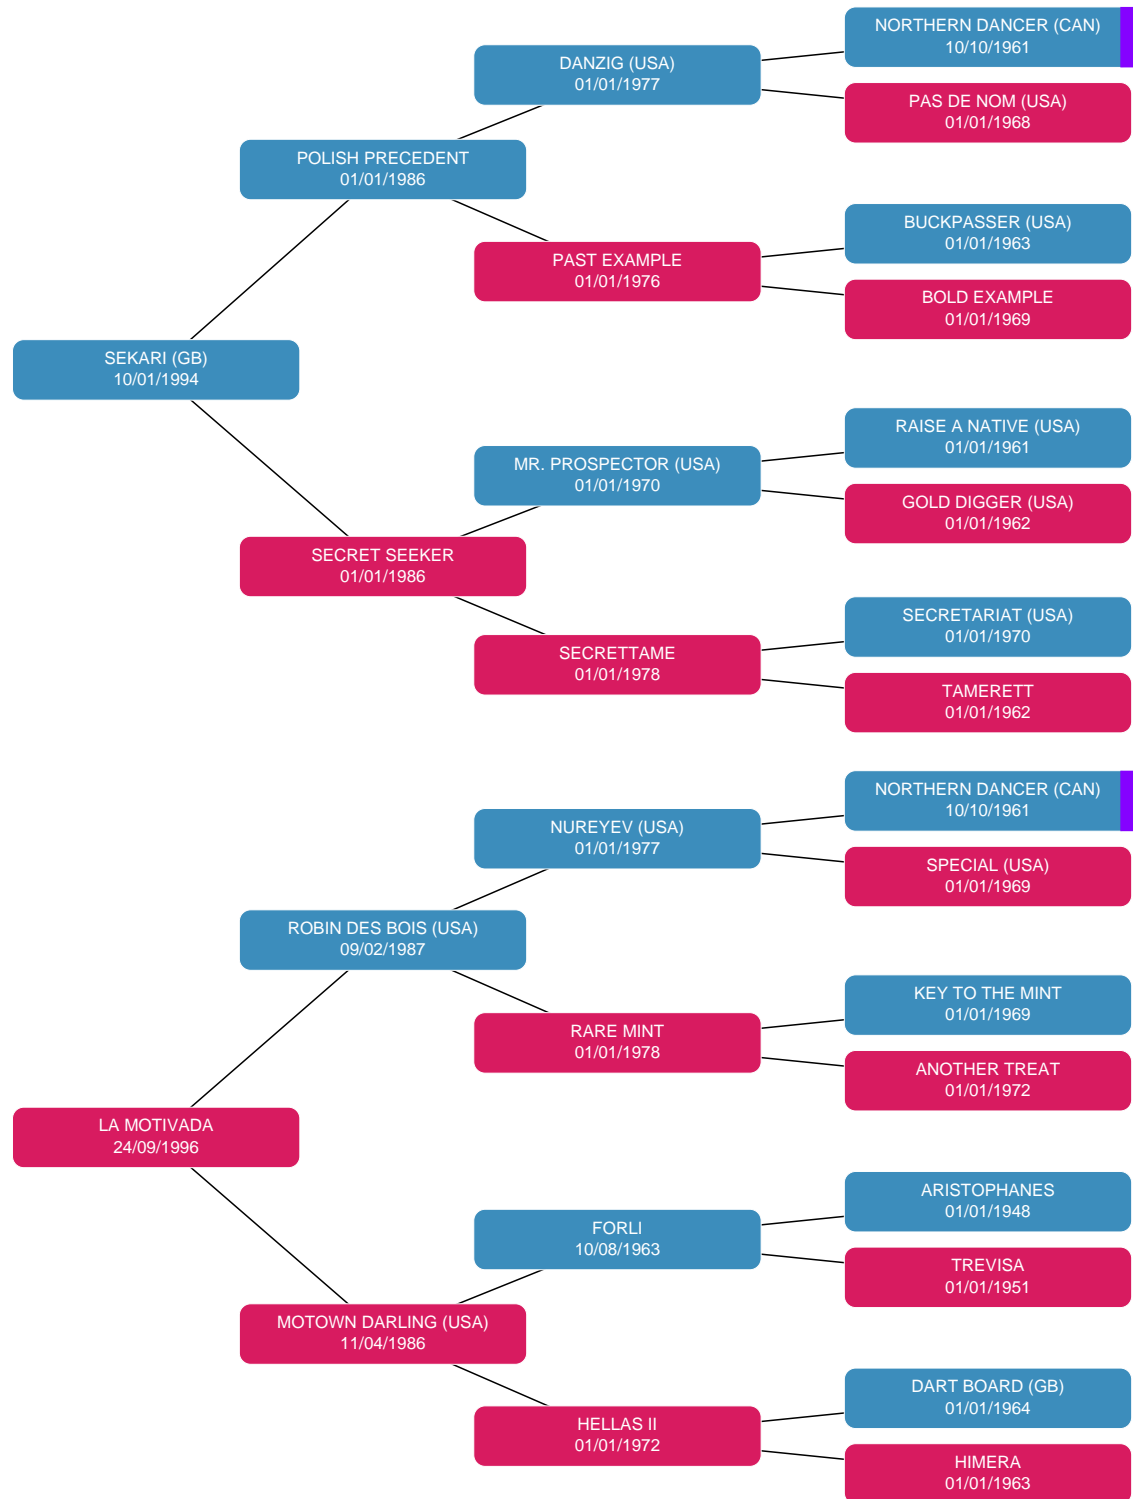 NORTHERN DANCER (CAN)
10/10/1961
DANZIG (USA)
01/01/1977
PAS DE NOM (USA)
01/01/1968
POLISH PRECEDENT
01/01/1986
BUCKPASSER (USA)
01/01/1963
PAST EXAMPLE
01/01/1976
BOLD EXAMPLE
01/01/1969
SEKARI (GB)
10/01/1994
RAISE A NATIVE (USA)
01/01/1961
MR. PROSPECTOR (USA)
01/01/1970
GOLD DIGGER (USA)
01/01/1962
SECRET SEEKER
01/01/1986
SECRETARIAT (USA)
01/01/1970
SECRETTAME
01/01/1978
TAMERETT
01/01/1962
NORTHERN DANCER (CAN)
10/10/1961
NUREYEV (USA)
01/01/1977
SPECIAL (USA)
01/01/1969
ROBIN DES BOIS (USA)
09/02/1987
KEY TO THE MINT
01/01/1969
RARE MINT
01/01/1978
ANOTHER TREAT
01/01/1972
LA MOTIVADA
24/09/1996
ARISTOPHANES
01/01/1948
FORLI
10/08/1963
TREVISA
01/01/1951
MOTOWN DARLING (USA)
11/04/1986
DART BOARD (GB)
01/01/1964
HELLAS II
01/01/1972
HIMERA
01/01/1963